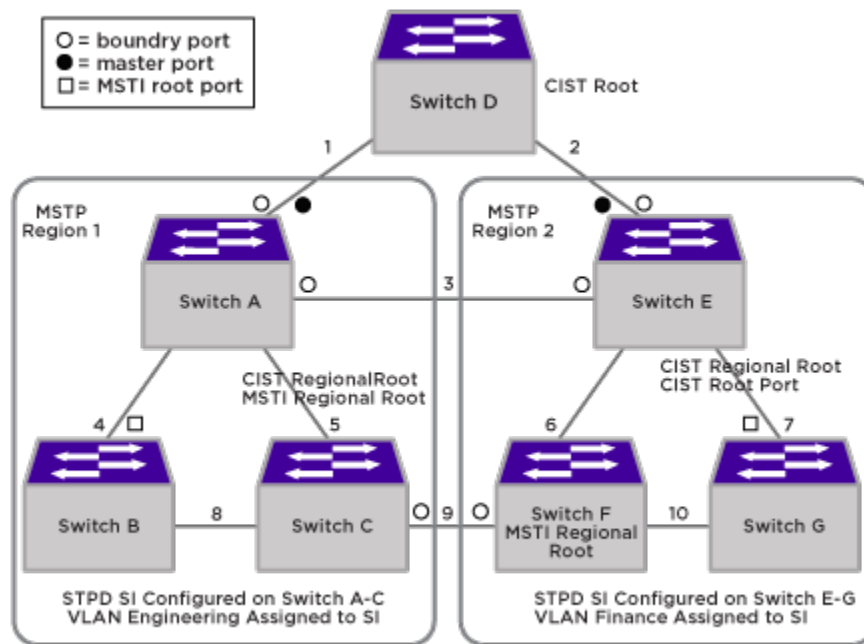 = boundry port
= master port
= MSTI root port
Switch D
CIST Root
1
2
MSTP
Region 1
MSTP
Region 2
Switch A
3
Switch E
CIST RegionalRoot
MSTI Regional Root
CIST Regional Root
CIST Root Port
4
5
6
7
Switch B
8
Switch C
9
Switch F
MSTI Regional
Root
10
Switch G
STPD SI Configured on Switch A-C
VLAN Engineering Assigned to SI
STPD SI Configured on Switch E-G
VLAN Finance Assigned to SI